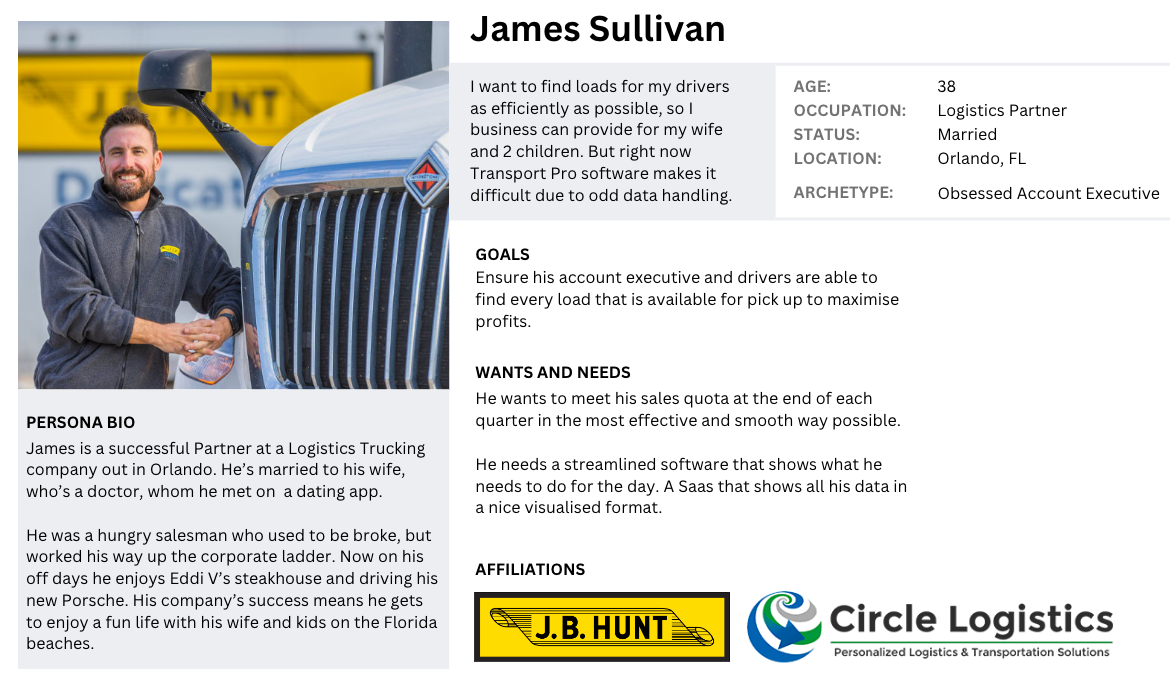 James Sullivan
I want to find loads for my drivers
as efficiently as possible, so I
business can provide for my wife
and 2 children. But right now
Transport Pro software makes it
difficult due to odd data handling.
AGE: 38
OCCUPATION: Logistics Partner
STATUS: Married
LOCATION: Orlando, FL
ARCHETYPE: Obsessed Account Executive
J.B. HUNT
Dedicat
GOALS
Ensure his account executive and drivers are able to
find every load that is available for pick up to maximise
profits.
WANTS AND NEEDS
He wants to meet his sales quota at the end of each
quarter in the most effective and smooth way possible.
He needs a streamlined software that shows what he
needs to do for the day. A Saas that shows all his data in
a nice visualised format.
PERSONA BIO
James is a successful Partner at a Logistics Trucking
company out in Orlando. He’s married to his wife,
who’s a doctor, whom he met on  a dating app.
He was a hungry salesman who used to be broke, but
worked his way up the corporate ladder. Now on his
off days he enjoys Eddi V’s steakhouse and driving his
new Porsche. His company’s success means he gets
to enjoy a fun life with his wife and kids on the Florida
beaches.
AFFILIATIONS
J.B. HUNT
Circle Logistics
Personalized Logistics & Transportation Solutions